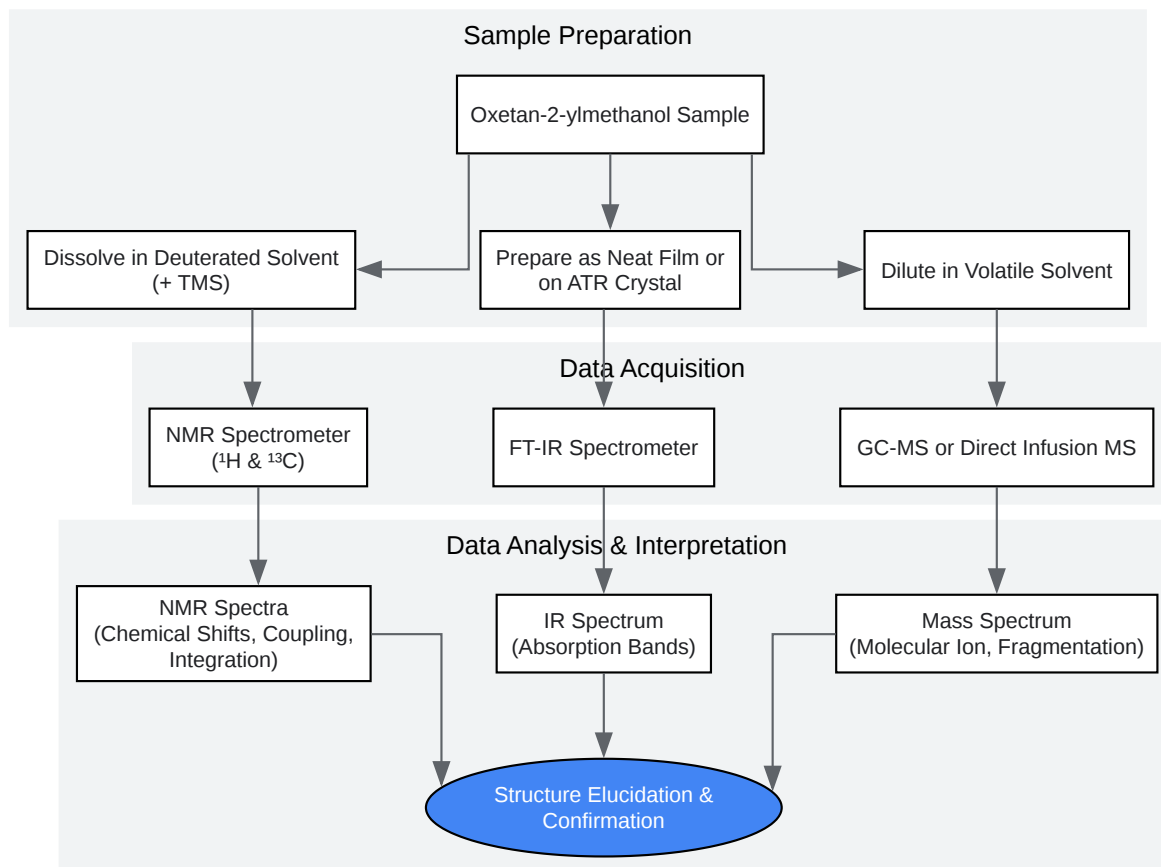 Sample Preparation
Oxetan-2-ylmethanol Sample
Dissolve in Deuterated Solvent
(+ TMS)
Prepare as Neat Film or
on ATR Crystal
Dilute in Volatile Solvent
Data Acquisition
NMR Spectrometer
(¹H & ¹³C)
FT-IR Spectrometer
GC-MS or Direct Infusion MS
Data Analysis & Interpretation
NMR Spectra
(Chemical Shifts, Coupling,
Integration)
IR Spectrum
(Absorption Bands)
Mass Spectrum
(Molecular Ion, Fragmentation)
Structure Elucidation &
Confirmation